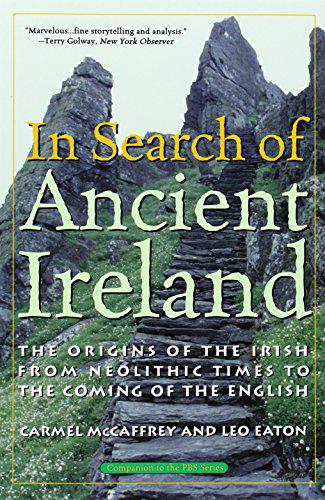 "Marvelous...fine storytelling and analysis."
–Terry Golway, New York Observer
In Search of
Ancient
Ireland
THE ORIGINS OF THE IRISH
FROM NEOLITHIC TIMES TO
THE COMING OF THE ENGLISH
CARMEL McCAFFREY AND LEO EATON
Companion to the PBS Series